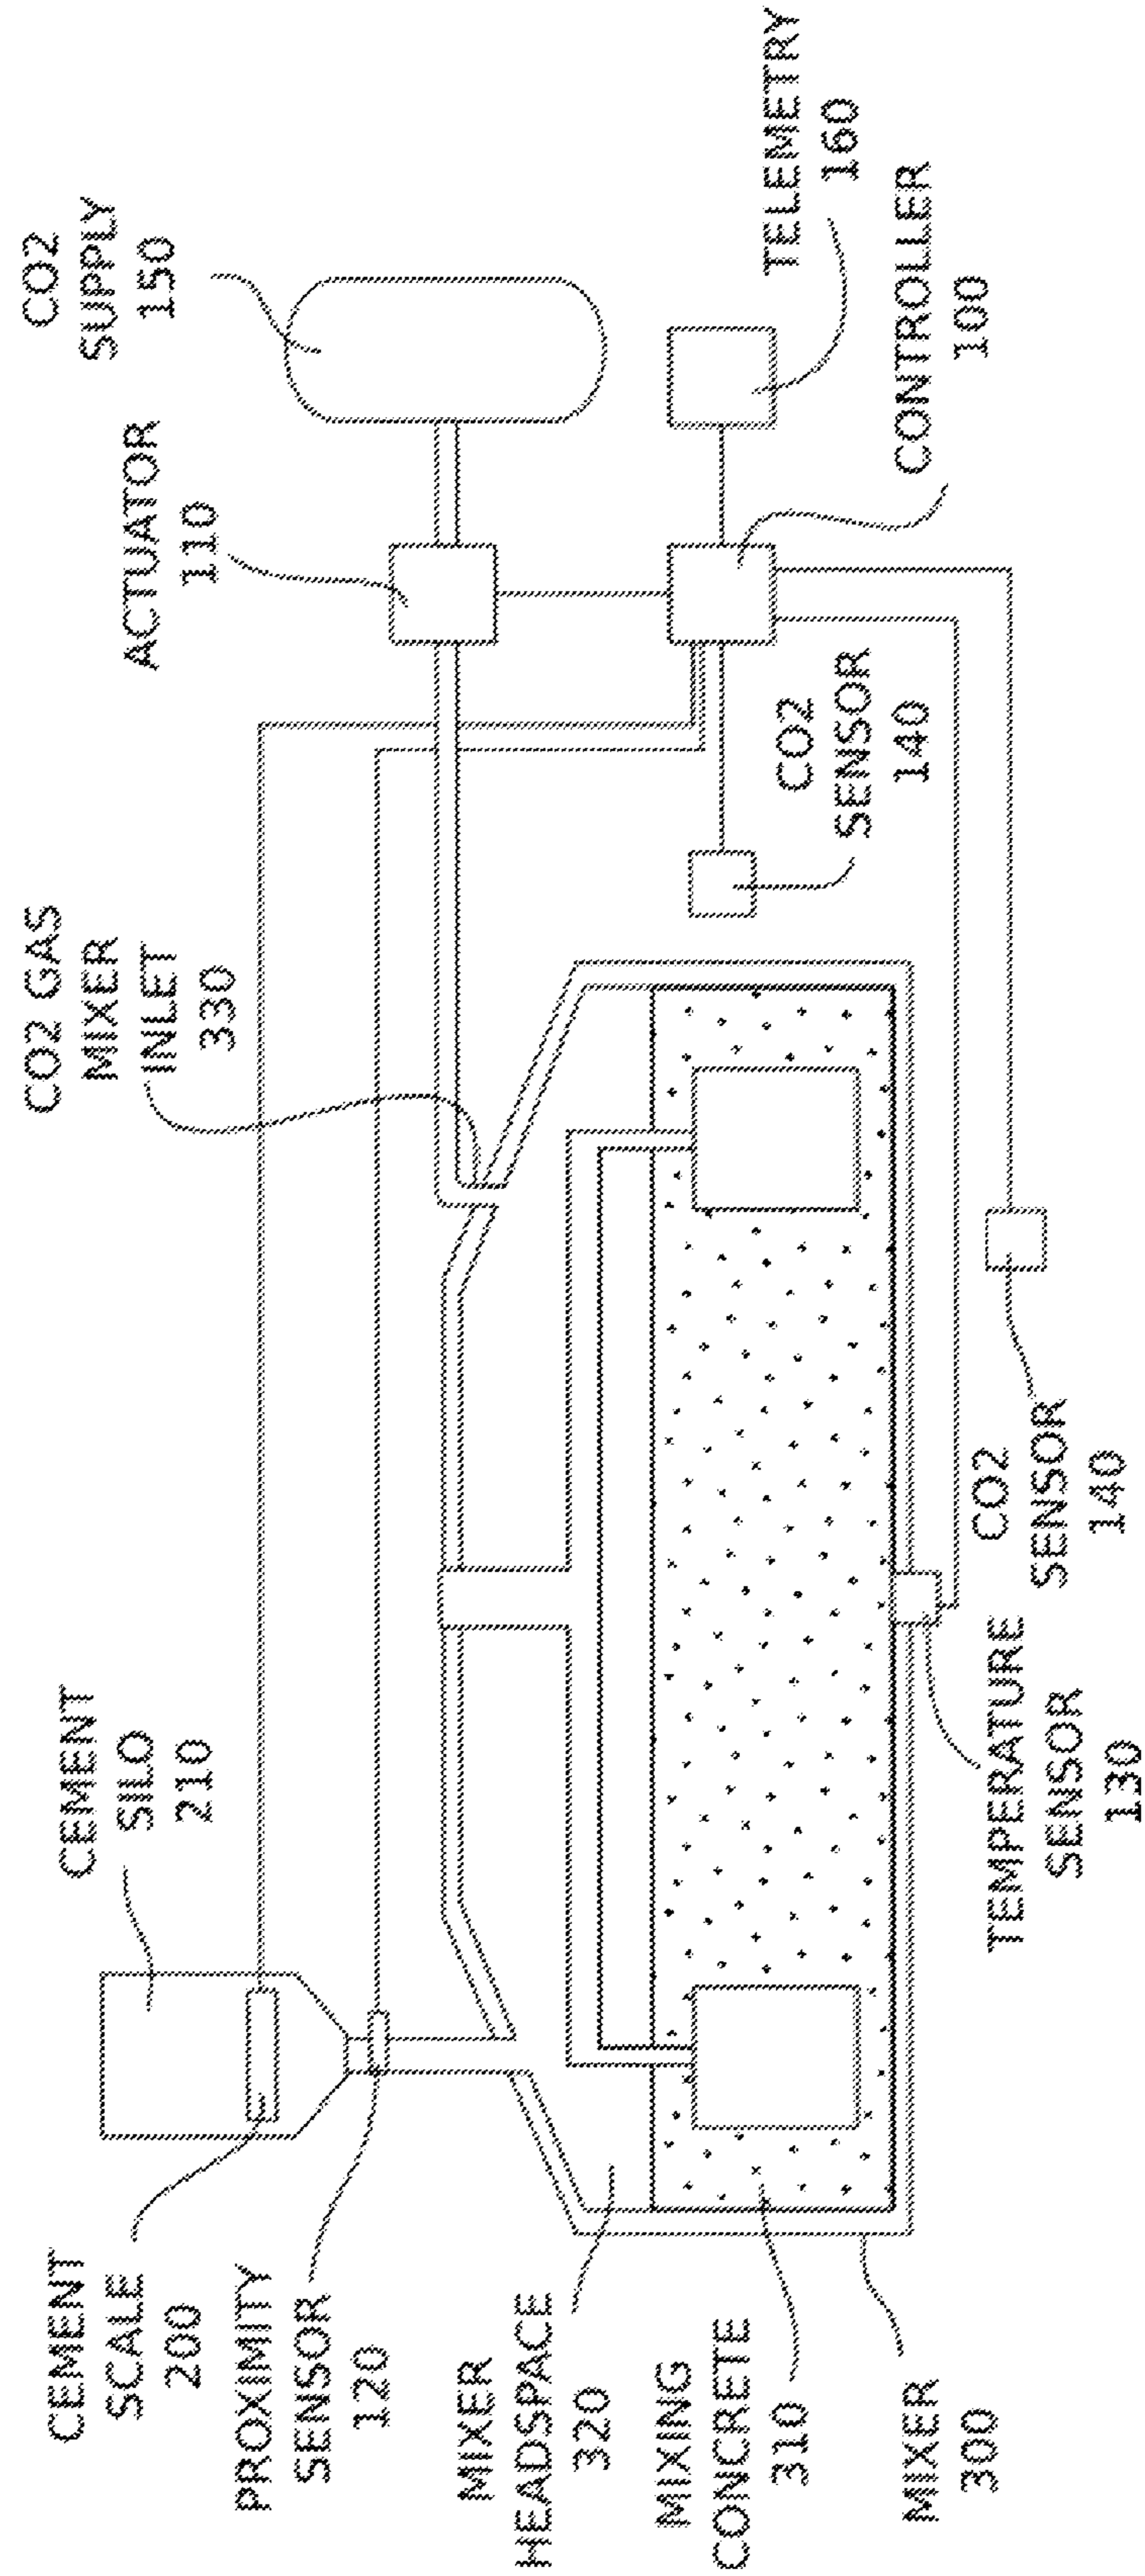 CEMENT
SCALE
200
PROXIMITY
SENSOR
120
MIXER
HEADSPACE
320
MIXING
CONCRETE
310
MIXER
300
CEMENT
SILO
210
TEMPERATURE
SENSOR
130
CO2
SENSOR
140
CO2 GAS
MIXER
INLET
330
CO2
SENSOR
140
ACTUATOR
110
CO2
SUPPLY
150
CONTROLLER
100
TELEMETRY
160